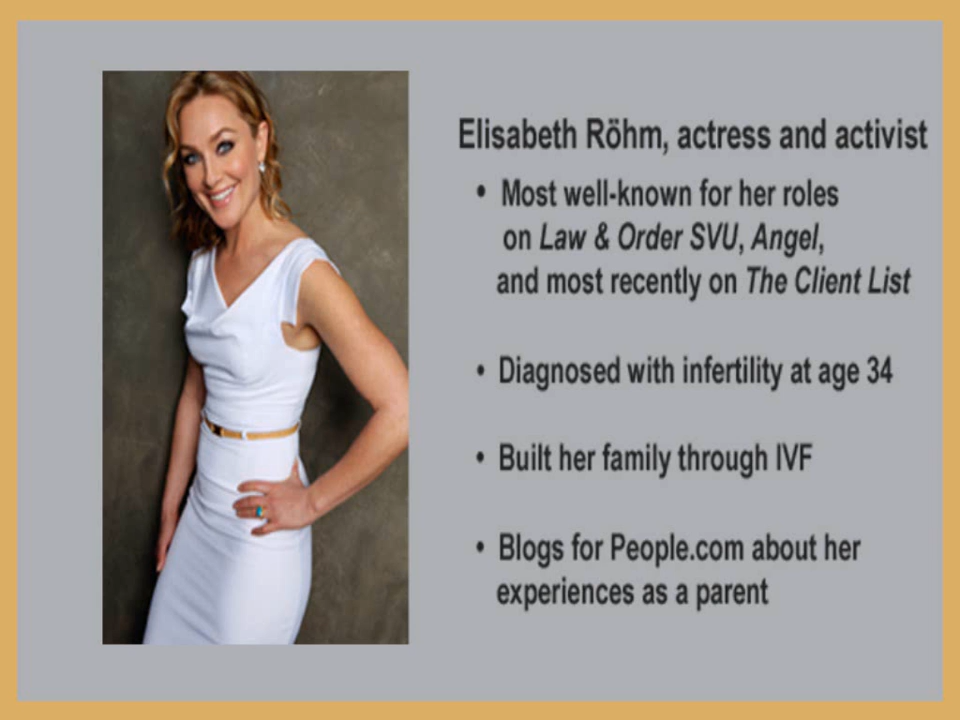 Elisabeth Röhm, actress and activist
• Most well-known for her roles
on Law & Order SVU, Angel,
and most recently on The Client List
• Diagnosed with infertility at age 34
• Built her family through IVF
• Blogs for People.com about her
experiences as a parent